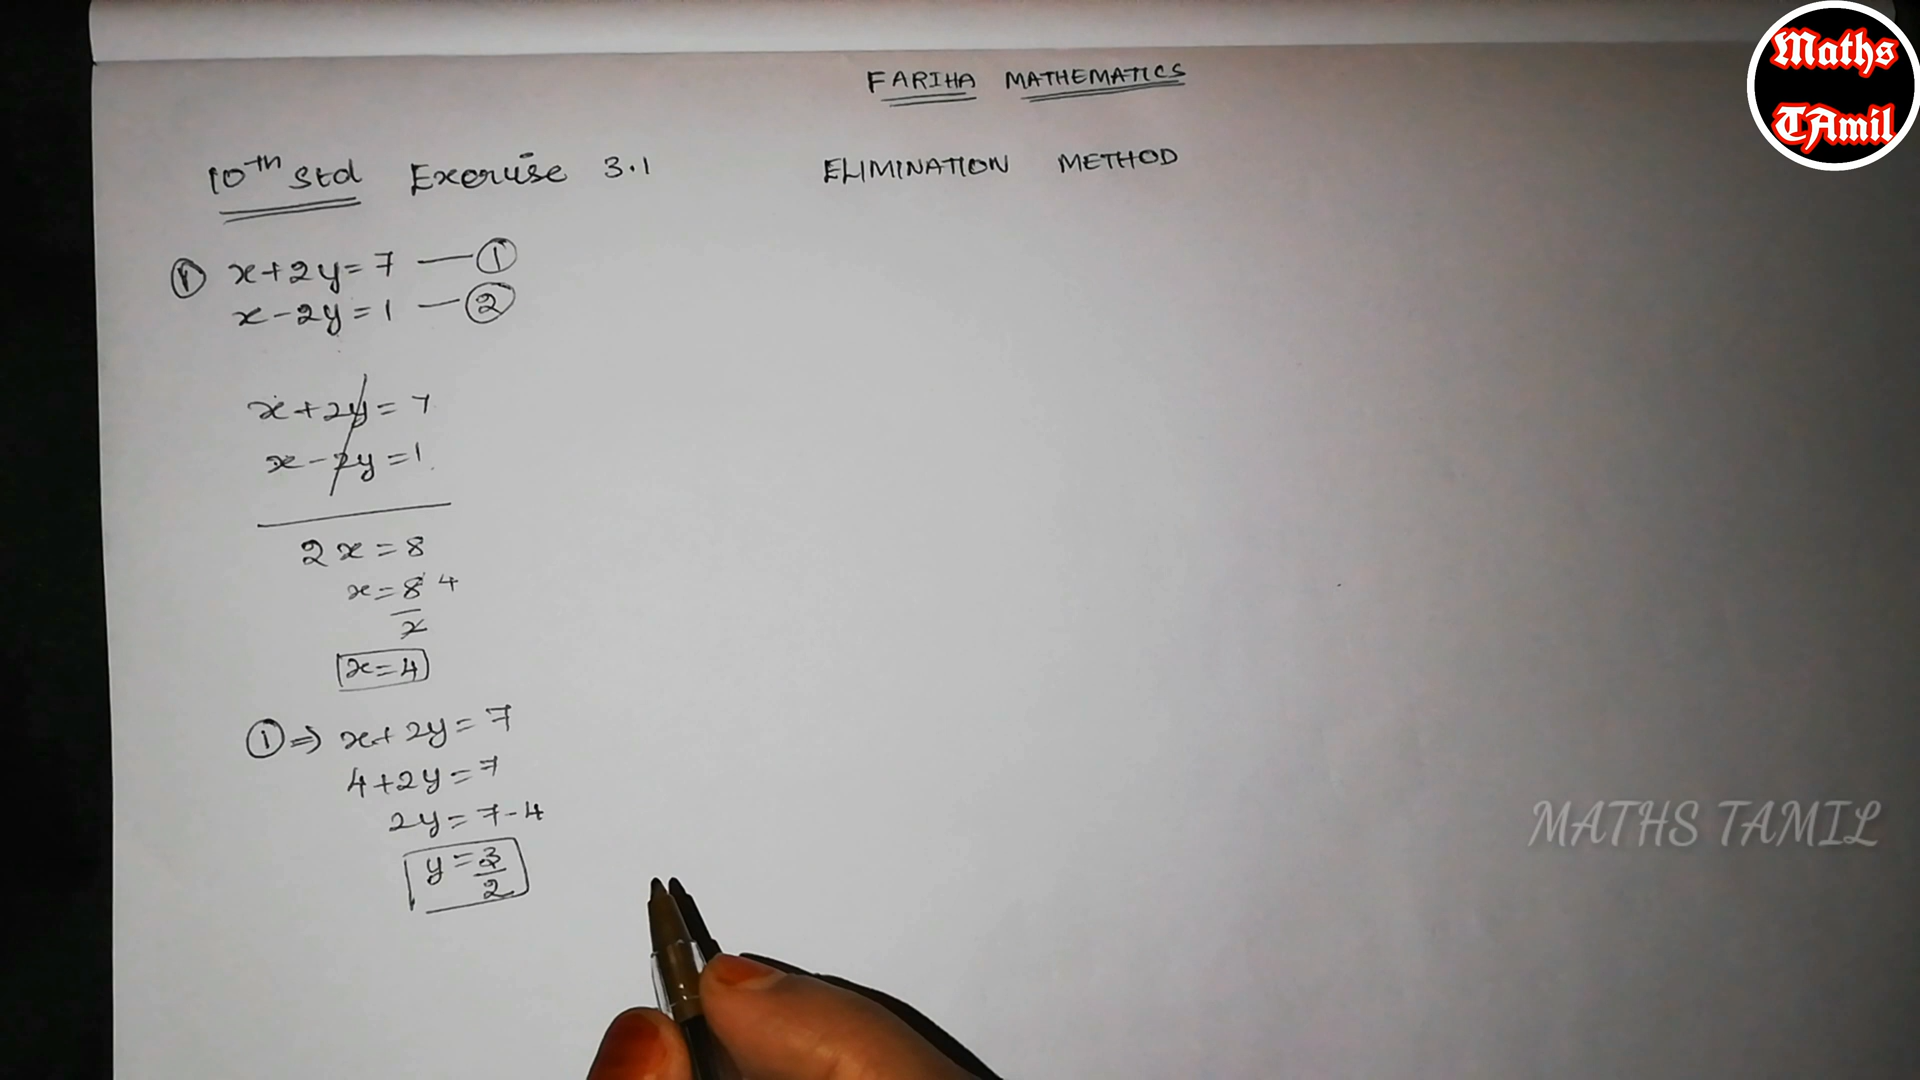 Maths
TAmil
FARIHA MATHEMATICS
10th std Exercise 3.1 ELIMINATION METHOD
① x+2y=7 —①
x-2y=1 —②
x+2y=7
x-2y=1
2x=8
x=8 4
2
x=4
①⇒ x+2y=7
4+2y=7
2y=7-4
y=3
2
MATHS TAMIL